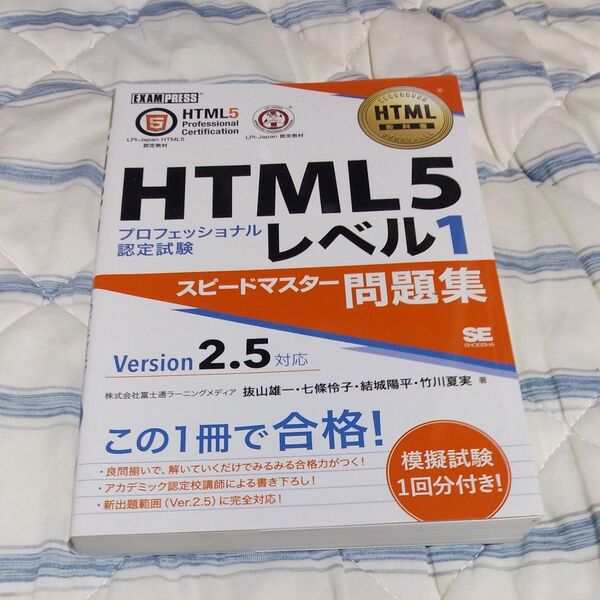 EXAMPRESS
HTML5
Professional
Certification
LPI-Japan HTML5
認定教材
LPI-Japan 認定教材
HTML
教科書
HTML5
プロフェッショナル
認定試験
レベル1
スピードマスター問題集
SE
SHOEISHA
Version 2.5対応
株式会社富士通ラーニングメディア 抜山雄一・七條怜子・結城陽平・竹川夏実 著
この1冊で合格!
・良問揃いで、解いていくだけでみるみる合格力がつく!
・アカデミック認定校講師による書き下ろし!
・新出題範囲(Ver.2.5)に完全対応!
模擬試験
1回分付き!